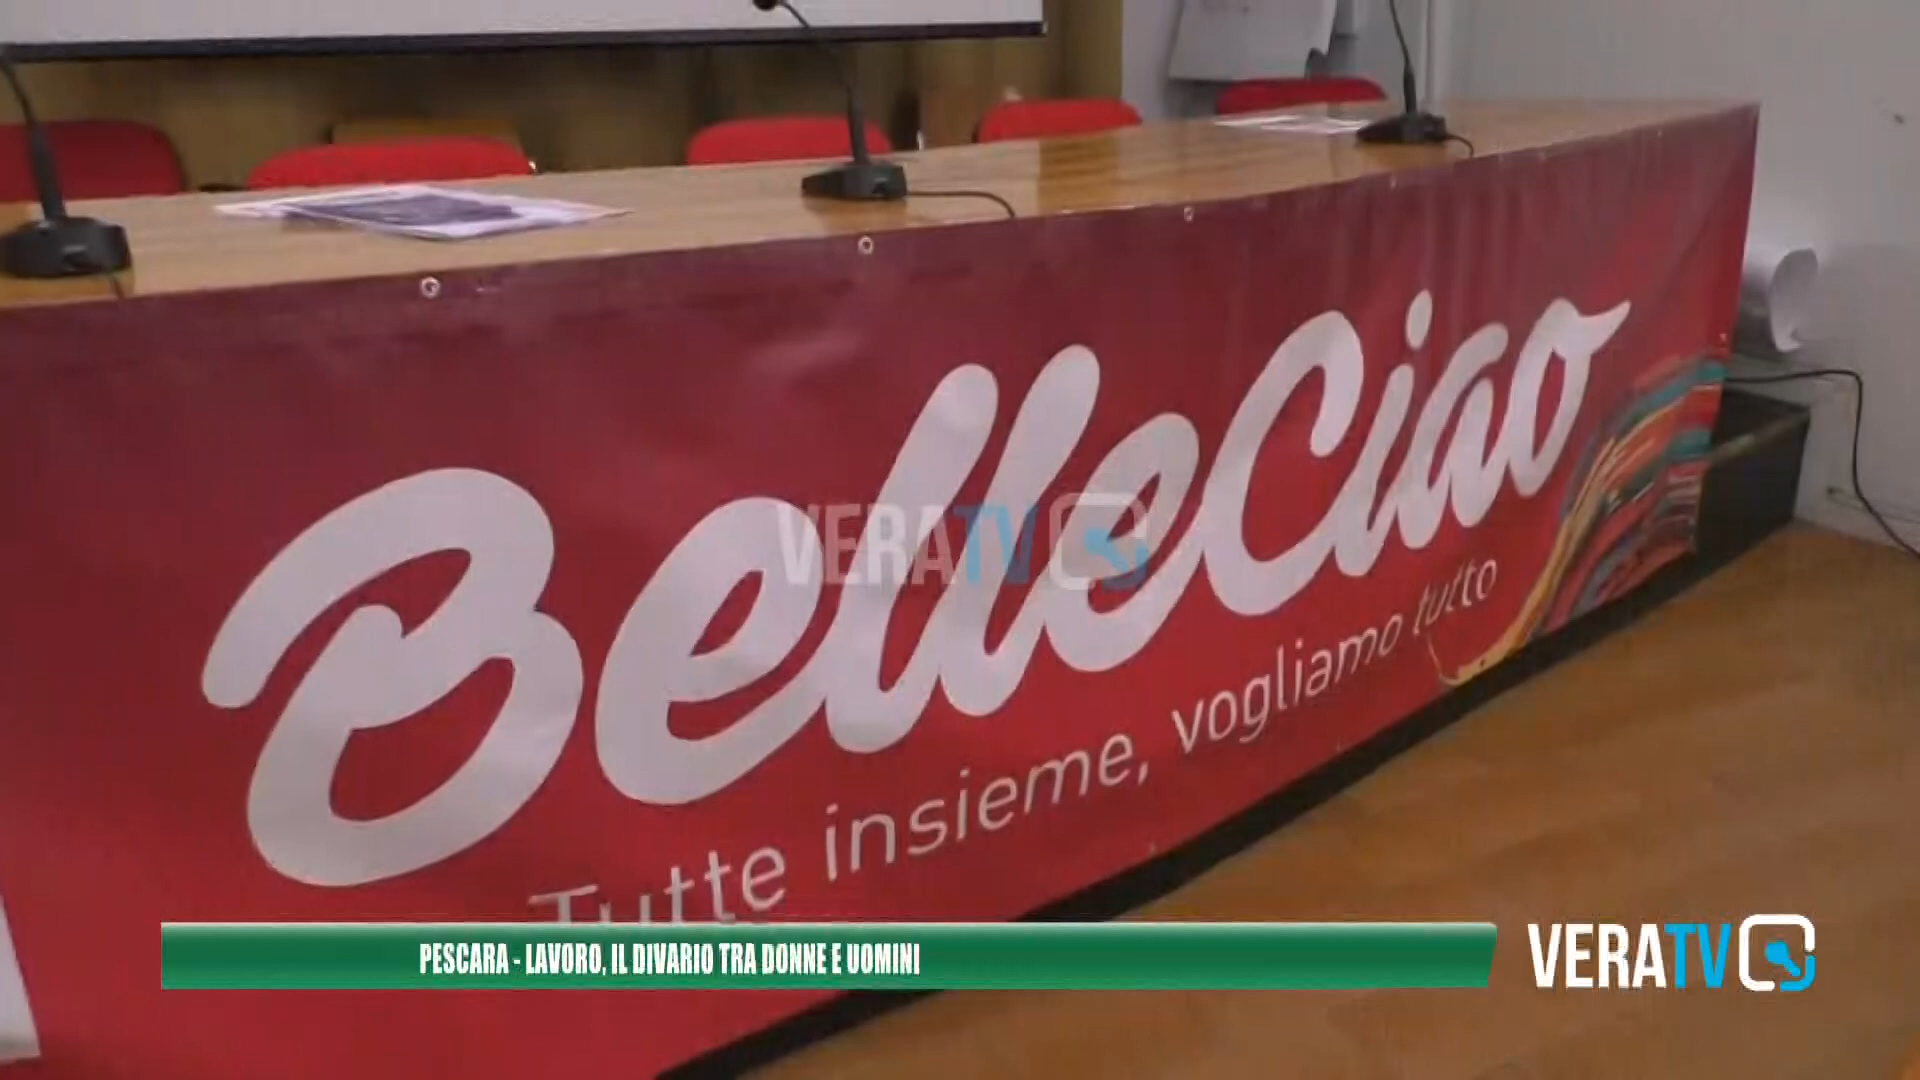 BelleCiao
Tutte insieme, vogliamo tutto
VERATV
PESCARA - LAVORO, IL DIVARIO TRA DONNE E UOMINI
VERATV